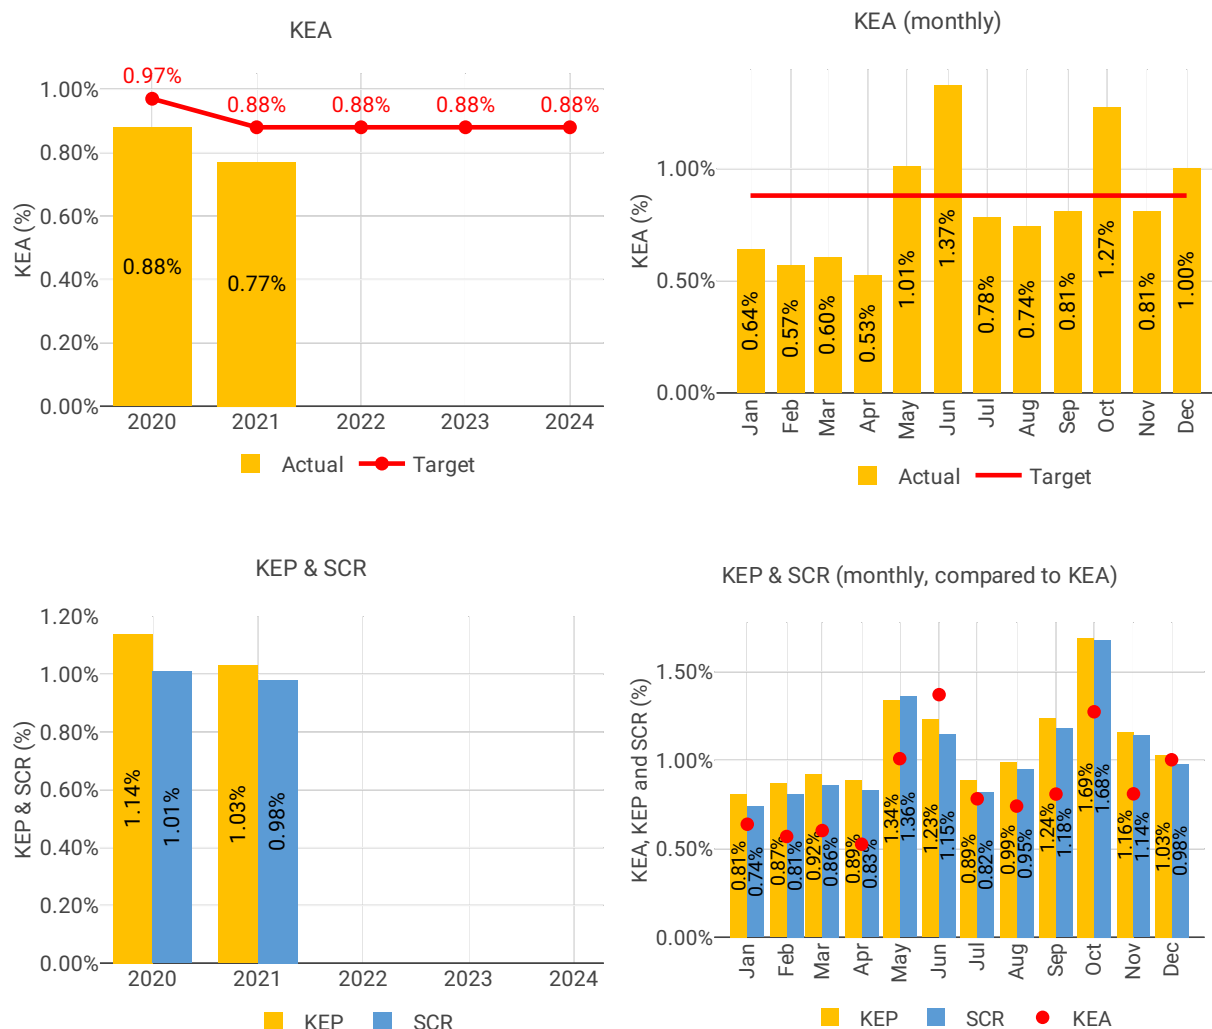 KEA
KEA (%)
1.00%
0.80%
0.60%
0.40%
0.20%
0.00%
0.97%
0.88%
0.88%
0.88%
0.88%
0.88%
0.77%
2020 2021 2022 2023 2024
Actual Target
KEA (monthly)
KEA (%)
1.00%
0.50%
0.00%
0.64% 0.57% 0.60% 0.53% 1.01% 1.37% 0.78% 0.74% 0.81% 1.27% 0.81% 1.00%
Jan Feb Mar Apr May Jun Jul Aug Sep Oct Nov Dec
Actual Target
KEP & SCR
KEP & SCR (%)
1.20%
1.00%
0.80%
0.60%
0.40%
0.20%
0.00%
1.14% 1.01% 1.03% 0.98%
2020 2021 2022 2023 2024
KEP SCR
KEP & SCR (monthly, compared to KEA)
KEA, KEP and SCR (%)
1.50%
1.00%
0.50%
0.00%
0.81% 0.74% 0.87% 0.81% 0.92% 0.86% 0.89% 0.83% 1.34% 1.36% 1.23% 1.15% 0.89% 0.82% 0.99% 0.95% 1.24% 1.18% 1.69% 1.68% 1.16% 1.14% 1.03% 0.98%
Jan Feb Mar Apr May Jun Jul Aug Sep Oct Nov Dec
KEP SCR KEA